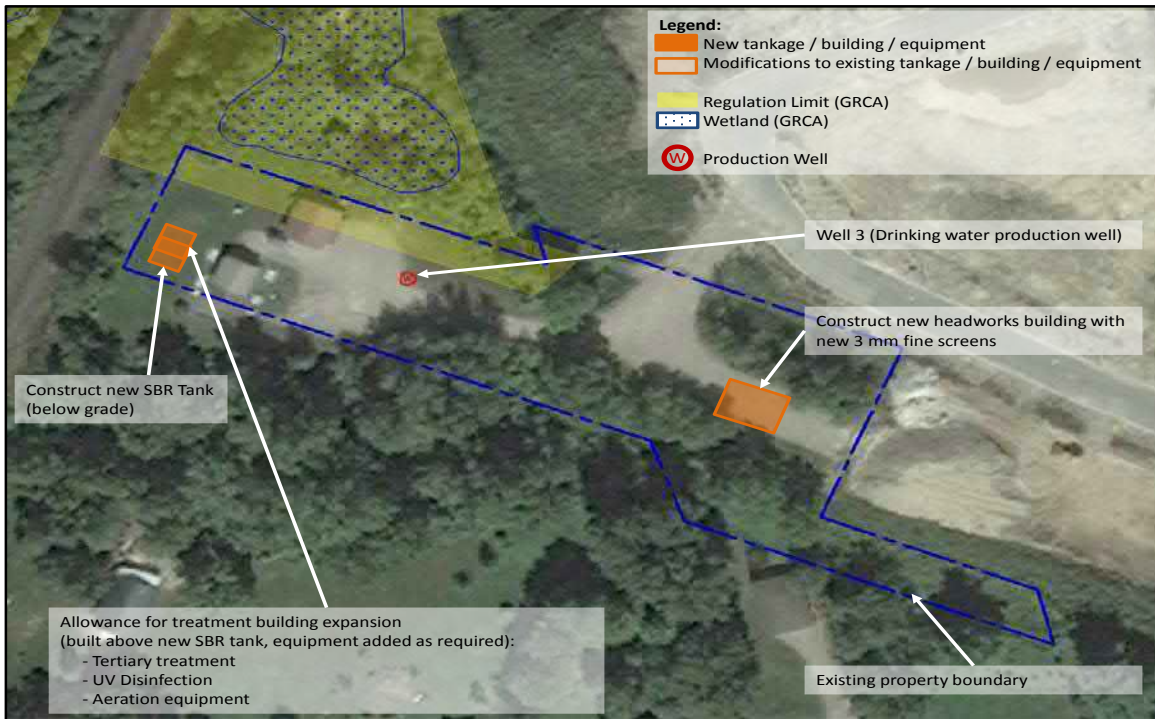 Legend:
New tankage / building / equipment
Modifications to existing tankage / building / equipment
Regulation Limit (GRCA)
Wetland (GRCA)
W
Production Well
Well 3 (Drinking water production well)
W
Construct new headworks building with
new 3 mm fine screens
Construct new SBR Tank
(below grade)
Allowance for treatment building expansion
(built above new SBR tank, equipment added as required):
- Tertiary treatment
- UV Disinfection
- Aeration equipment
Existing property boundary